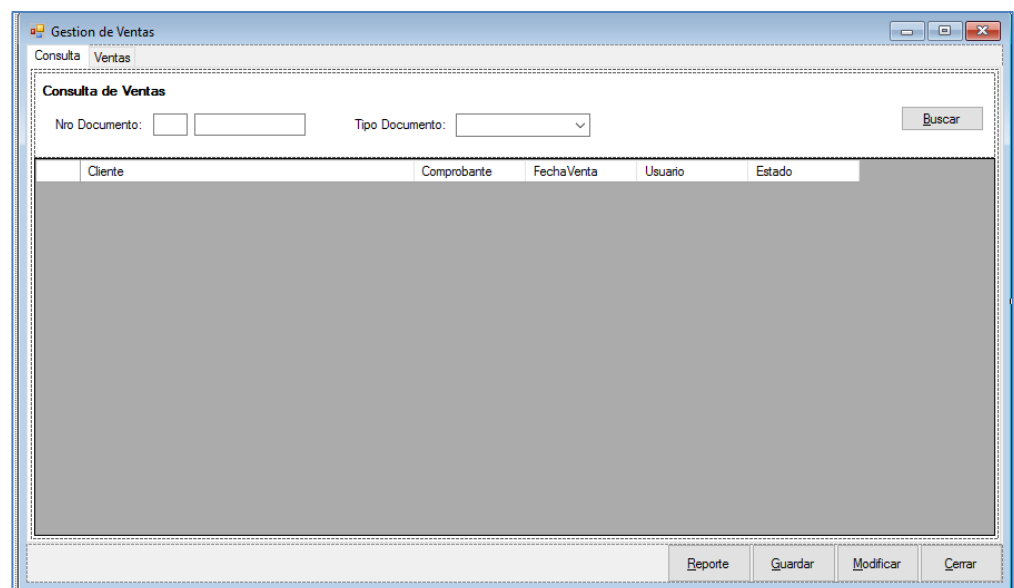 Gestion de Ventas
Consulta Ventas
Consulta de Ventas
Nro Documento: Tipo Documento: Buscar
Cliente Comprobante FechaVenta Usuario Estado
Reporte Guardar Modificar Cerrar